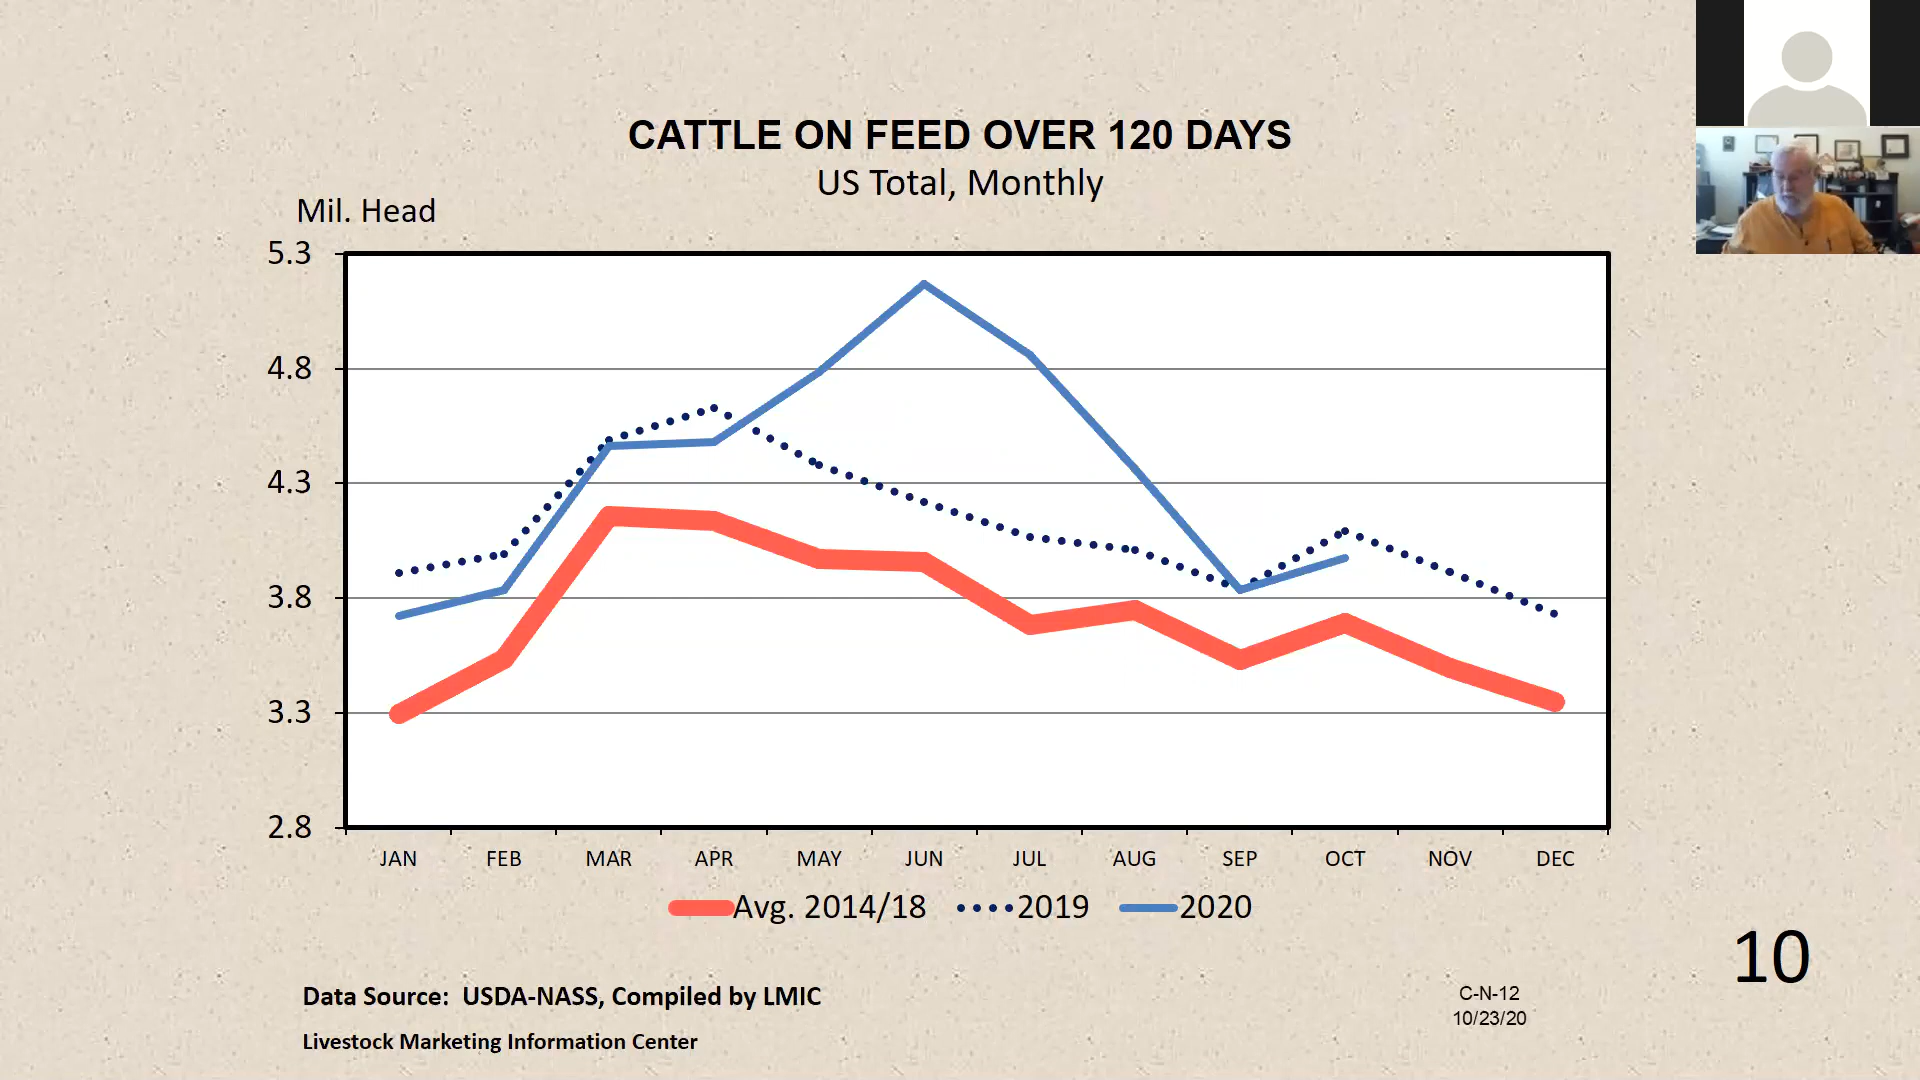 CATTLE ON FEED OVER 120 DAYS
US Total, Monthly
Mil. Head
5.3
4.8
4.3
3.8
3.3
2.8
JAN FEB MAR APR MAY JUN JUL AUG SEP OCT NOV DEC
Avg. 2014/18 2019 2020
10
Data Source: USDA-NASS, Compiled by LMIC
Livestock Marketing Information Center
C-N-12
10/23/20